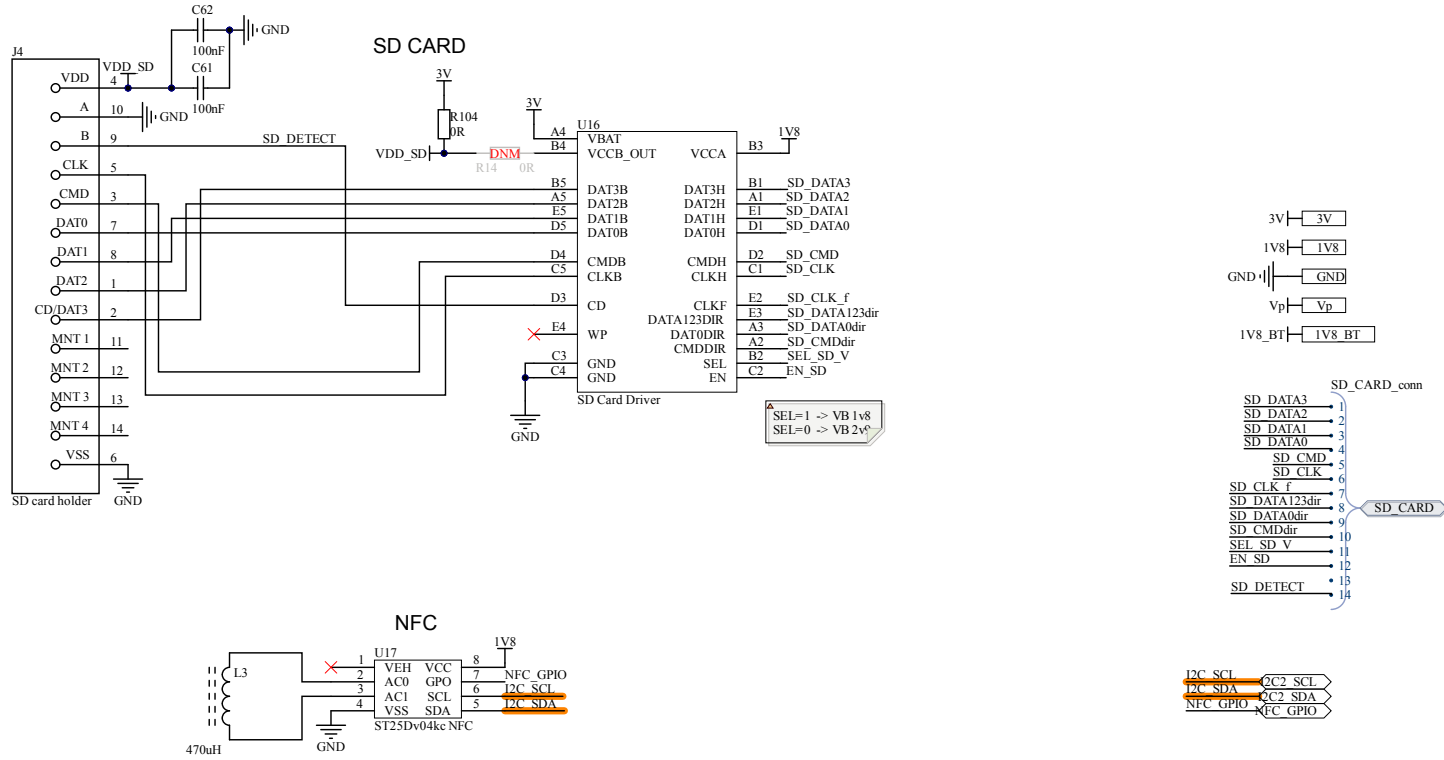 SD CARD
J4
VDD
4
VDD_SD
C62
100nF
GND
C61
100nF
A
10
GND
B
9
SD_DETECT
CLK
5
CMD
3
DAT0
7
DAT1
8
DAT2
1
CD/DAT3
2
MNT 1
11
MNT 2
12
MNT 3
13
MNT 4
14
VSS
6
SD card holder
GND
3V
R104
0R
VDD_SD
DNM
R14 0R
3V
U16
A4 VBAT
B4 VCCB_OUT
VCCA B3
1V8
B5 DAT3B
DAT3H B1 SD_DATA3
A5 DAT2B
DAT2H A1 SD_DATA2
E5 DAT1B
DAT1H E1 SD_DATA1
D5 DAT0B
DAT0H D1 SD_DATA0
D4 CMDB
CMDH D2 SD_CMD
C5 CLKB
CLKH C1 SD_CLK
D3 CD
CLKF E2 SD_CLK_f
DATA123DIR E3 SD_DATA123dir
E4 WP
DAT0DIR A3 SD_DATA0dir
CMDDIR A2 SD_CMDdir
C3 GND
SEL B2 SEL_SD_V
C4 GND
EN C2 EN_SD
SD Card Driver
GND
SEL=1 -> VB 1v8
SEL=0 -> VB 2v9
3V 3V
1V8 1V8
GND GND
Vp Vp
1V8_BT 1V8_BT
SD_CARD_conn
SD_DATA3 1
SD_DATA2 2
SD_DATA1 3
SD_DATA0 4
SD_CMD 5
SD_CLK 6
SD_CLK_f 7
SD_DATA123dir 8
SD_DATA0dir 9
SD_CMDdir 10
SEL_SD_V 11
EN_SD 12
13
SD_DETECT 14
SD_CARD
NFC
L3
470uH
U17
1V8
1 VEH VCC 8
2 AC0 GPO 7 NFC_GPIO
3 AC1 SCL 6 I2C_SCL
4 VSS SDA 5 I2C_SDA
ST25Dv04kc NFC
GND
I2C_SCL I2C2_SCL
I2C_SDA I2C2_SDA
NFC_GPIO NFC_GPIO